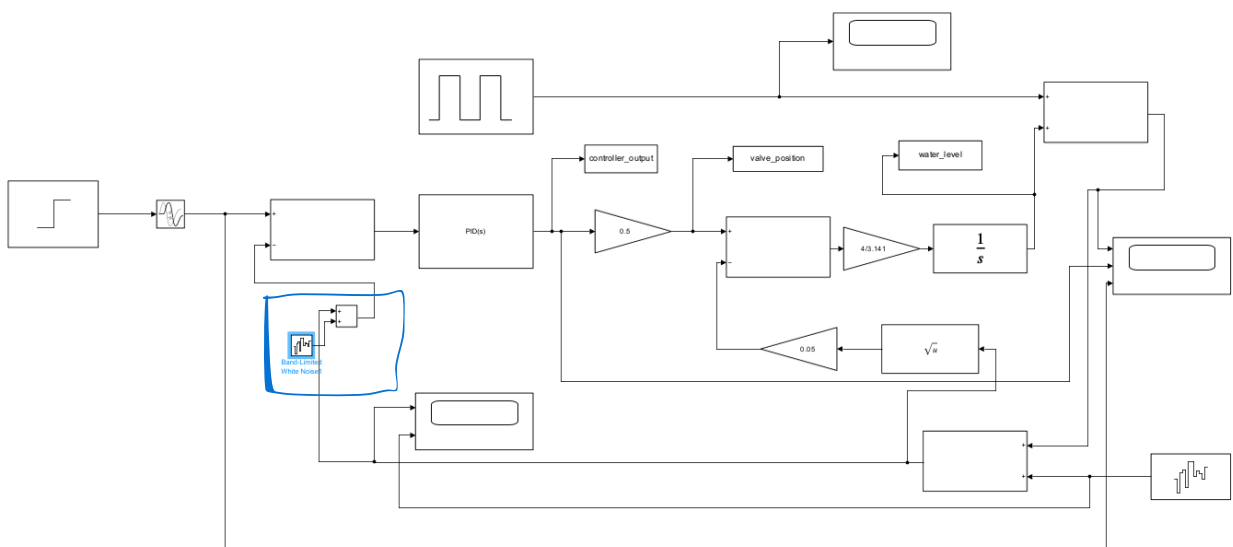 controller_output
valve_position
water_level
+
+
+
−
PID(s)
0.5
+
−
4/3.141
1
s
+
+
Band-Limited
White Noise1
0.05
√u
+
+